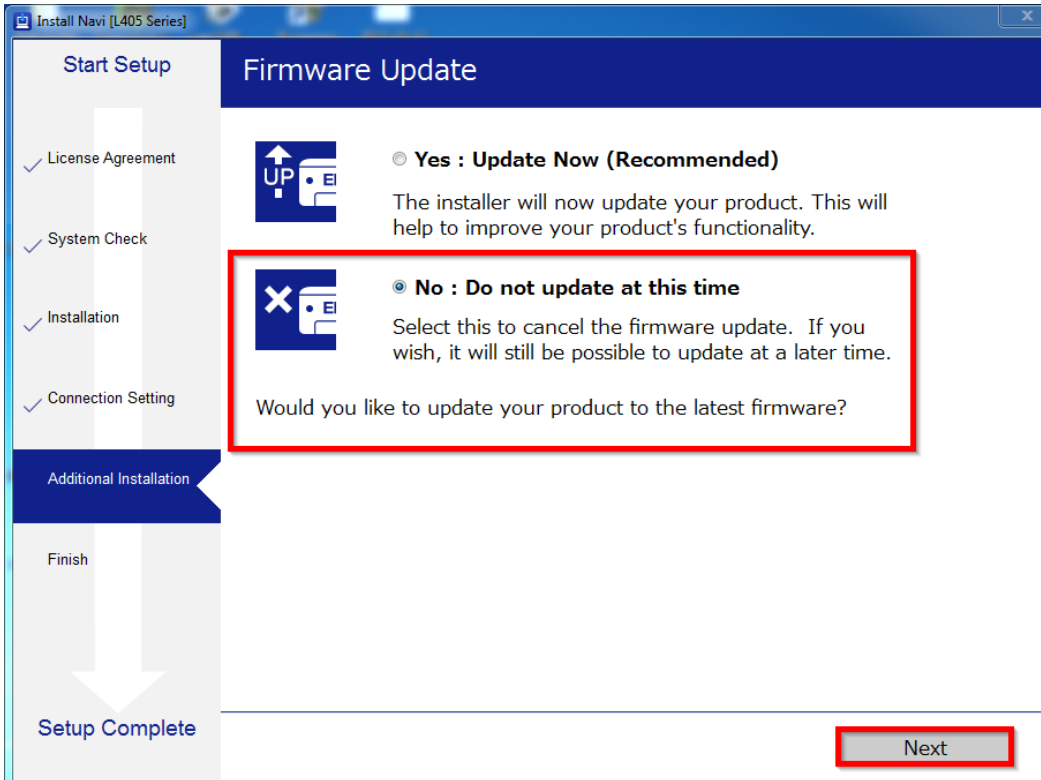 Install Navi [L405 Series]
Start Setup
Firmware Update
License Agreement
System Check
Installation
Connection Setting
Additional Installation
Finish
Setup Complete
UP
Yes : Update Now (Recommended)
The installer will now update your product. This will
help to improve your product's functionality.
No : Do not update at this time
Select this to cancel the firmware update. If you
wish, it will still be possible to update at a later time.
Would you like to update your product to the latest firmware?
Next